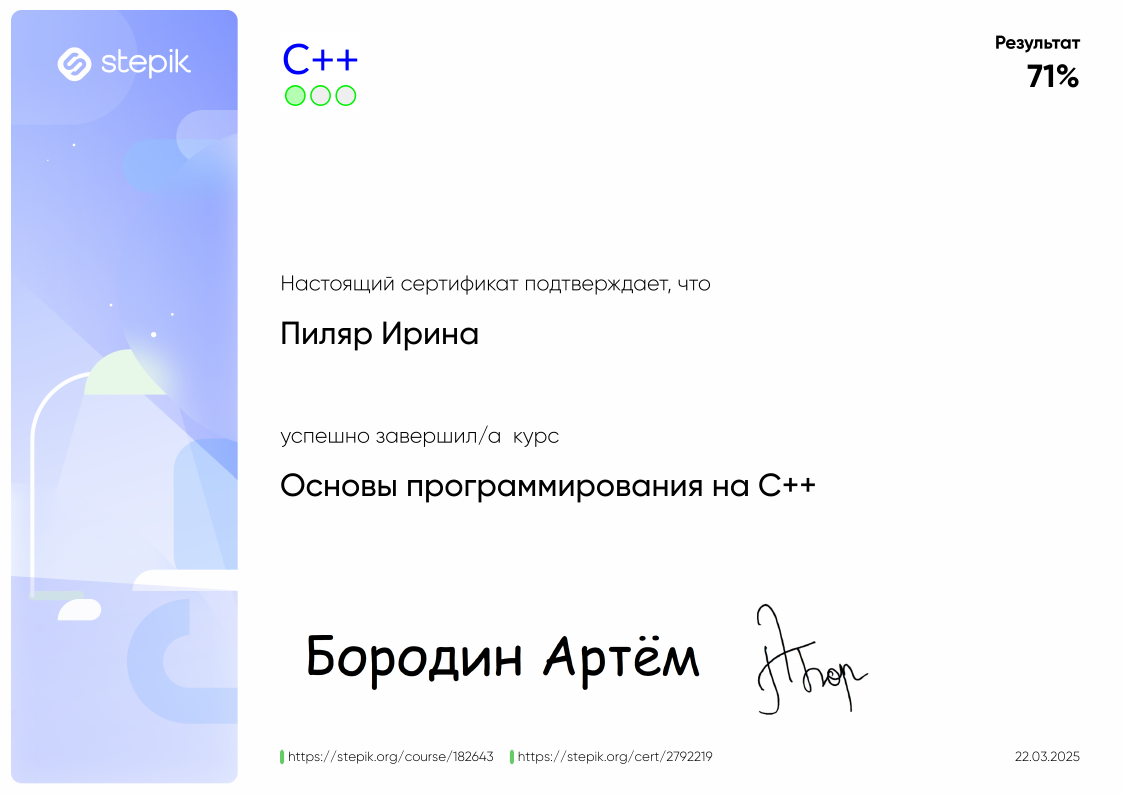 stepik
C++
Результат
71%
Настоящий сертификат подтверждает, что
Пиляр Ирина
успешно завершил/а курс
Основы программирования на C++
Бородин Артём
https://stepik.org/course/182643
https://stepik.org/cert/2792219
22.03.2025